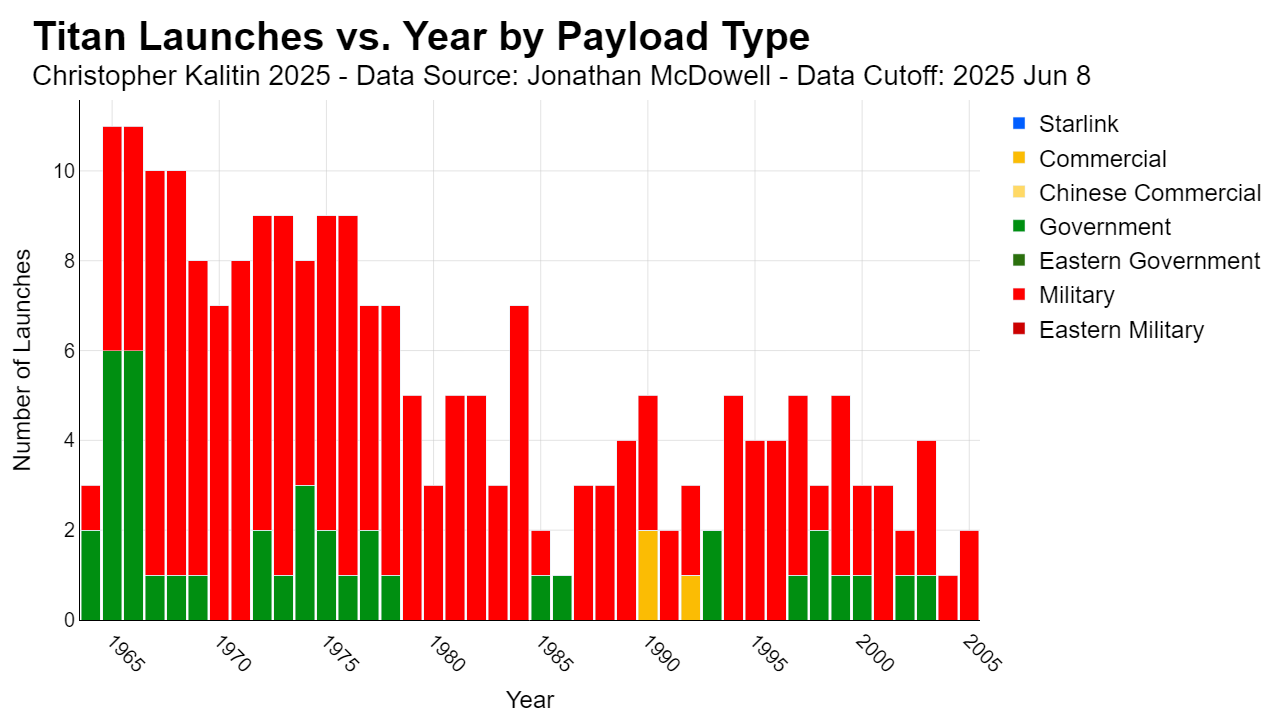 Titan Launches vs. Year by Payload Type
Christopher Kalitin 2025 - Data Source: Jonathan McDowell - Data Cutoff: 2025 Jun 8
Starlink
Commercial
Chinese Commercial
Government
Eastern Government
Military
Eastern Military
Number of Launches
10
8
6
4
2
0
1965
1970
1975
1980
1985
1990
1995
2000
2005
Year